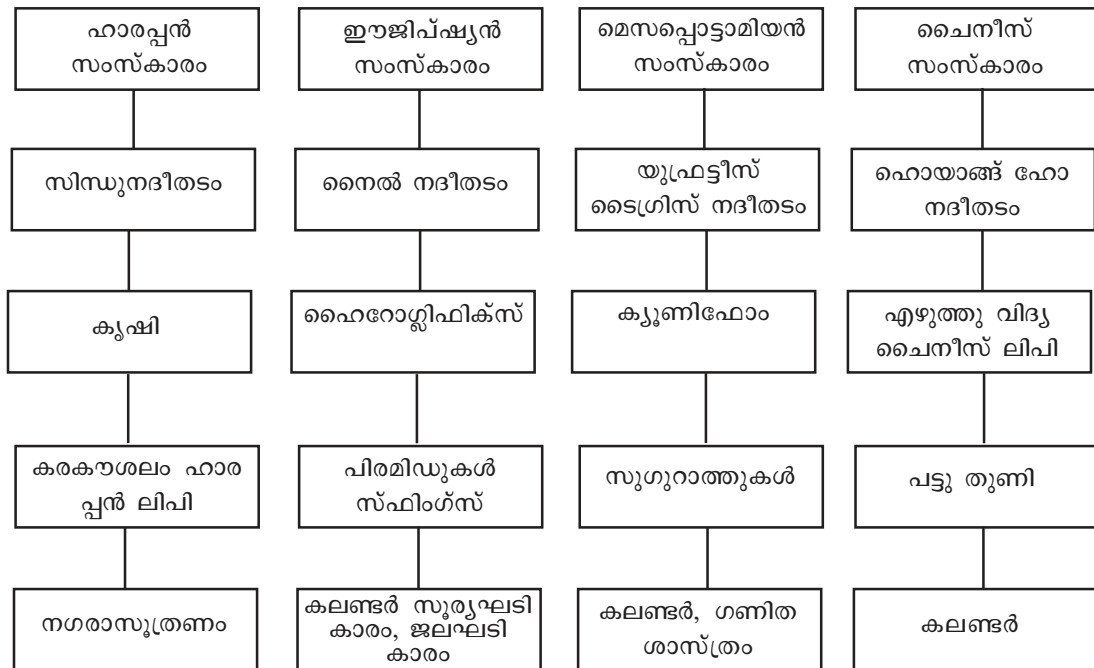 ഹാരപ്പൻ
സംസ്കാരം
സിന്ധുനദീതടം
കൃഷി
കരകൗശലം ഹാര
പ്പൻ ലിപി
നഗരാസൂത്രണം
ഈജിപ്ഷ്യൻ
സംസ്കാരം
നൈൽ നദീതടം
ഹൈറോഗ്ലിഫിക്സ്
പിരമിഡുകൾ
സ്ഫിംഗ്സ്
കലണ്ടർ സൂര്യഘടി
കാരം, ജലഘടി
കാരം
മെസപ്പൊട്ടാമിയൻ
സംസ്കാരം
യുഫ്രട്ടീസ്
ടൈഗ്രിസ് നദീതടം
ക്യൂണിഫോം
സുഗുറാത്തുകൾ
കലണ്ടർ, ഗണിത
ശാസ്ത്രം
ചൈനീസ്
സംസ്കാരം
ഹൊയാങ്ങ് ഹോ
നദീതടം
എഴുത്തു വിദ്യ
ചൈനീസ് ലിപി
പട്ടു തുണി
കലണ്ടർ